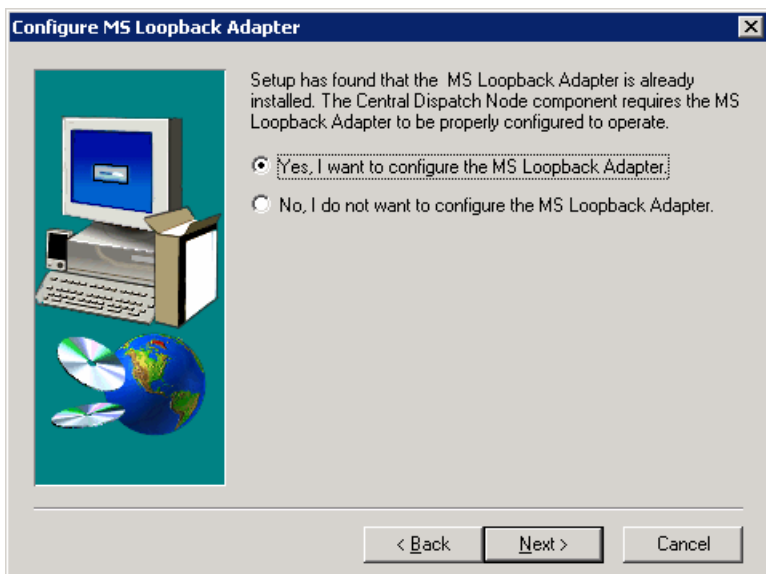 Configure MS Loopback Adapter
Setup has found that the MS Loopback Adapter is already
installed. The Central Dispatch Node component requires the MS
Loopback Adapter to be properly configured to operate.
Yes, I want to configure the MS Loopback Adapter.
No, I do not want to configure the MS Loopback Adapter.
< Back
Next >
Cancel